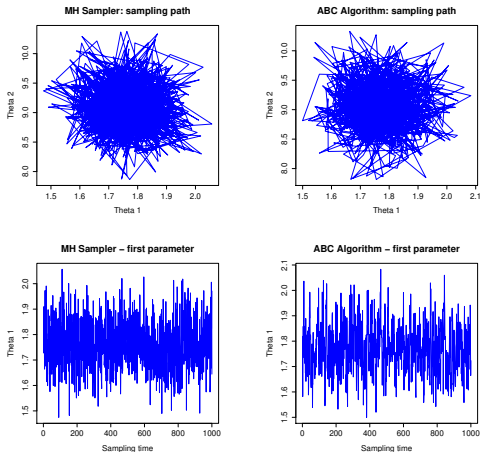 MH Sampler: sampling path
ABC Algorithm: sampling path
Theta 2
8.0 8.5 9.0 9.5 10.0
1.5 1.6 1.7 1.8 1.9 2.0
Theta 1
Theta 2
8.0 8.5 9.0 9.5 10.0
1.5 1.6 1.7 1.8 1.9 2.0 2.1
Theta 1
MH Sampler – first parameter
ABC Algorithm – first parameter
Theta 1
1.5 1.6 1.7 1.8 1.9 2.0
0 200 400 600 800 1000
Sampling time
Theta 1
1.5 1.6 1.7 1.8 1.9 2.0 2.1
0 200 400 600 800 1000
Sampling time